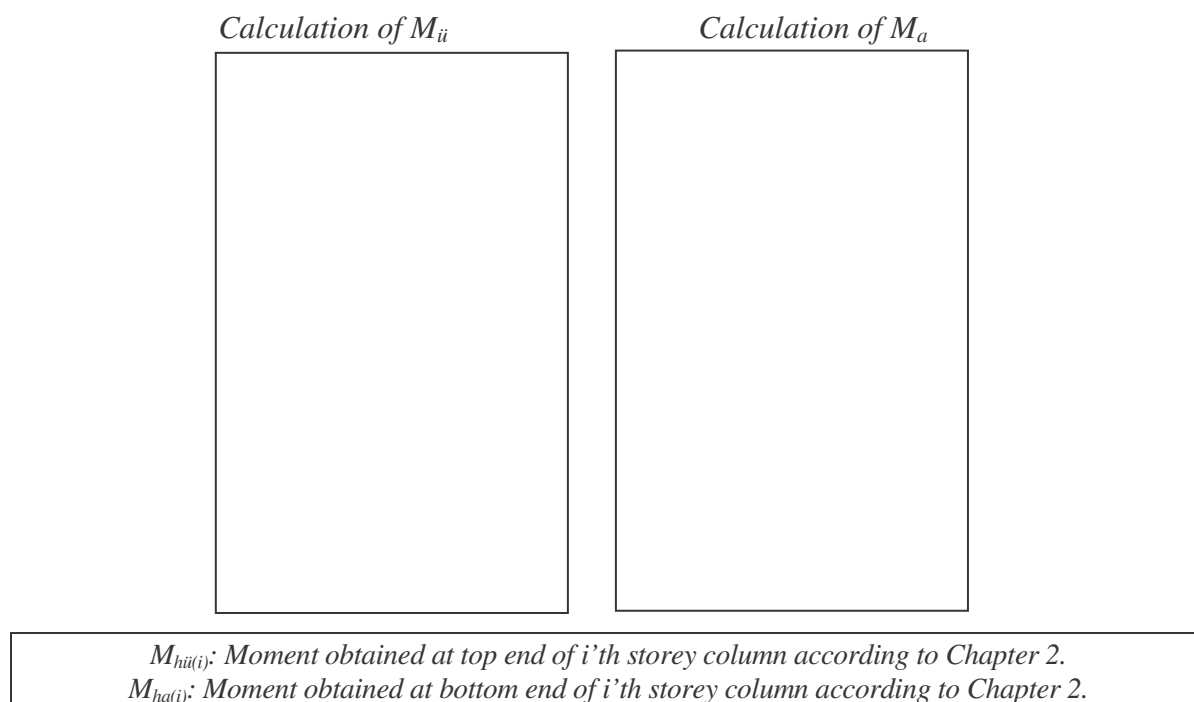 Calculation of Mü
Calculation of Ma
Mhü(i): Moment obtained at top end of i'th storey column according to Chapter 2.
Mha(i): Moment obtained at bottom end of i'th storey column according to Chapter 2.